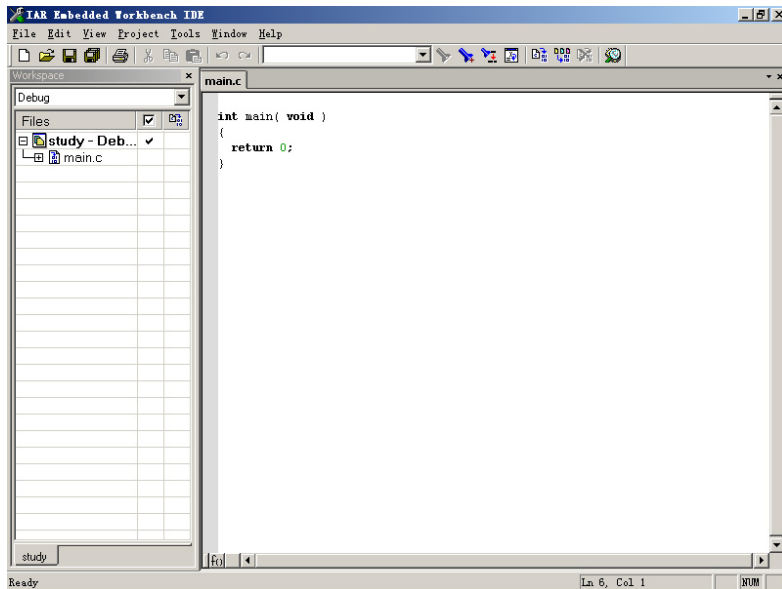 IAR Embedded Workbench IDE
File Edit View Project Tools Window Help
Workspace
main.c
Debug
Files
study - Deb...
main.c
int main( void )
{
return 0;
}
study
f()
Ready
Ln 6, Col 1
NUM